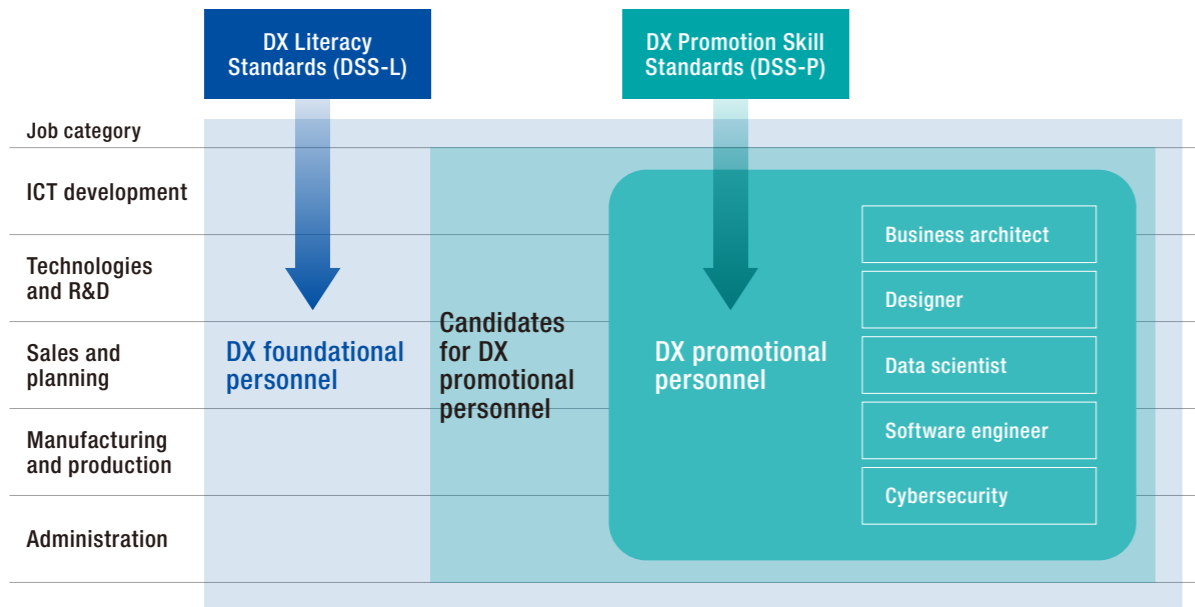 DX Literacy
Standards (DSS-L)
DX Promotion Skill
Standards (DSS-P)
Job category
ICT development
Technologies
and R&D
Sales and
planning
Manufacturing
and production
Administration
DX foundational
personnel
Candidates
for DX
promotional
personnel
DX promotional
personnel
Business architect
Designer
Data scientist
Software engineer
Cybersecurity